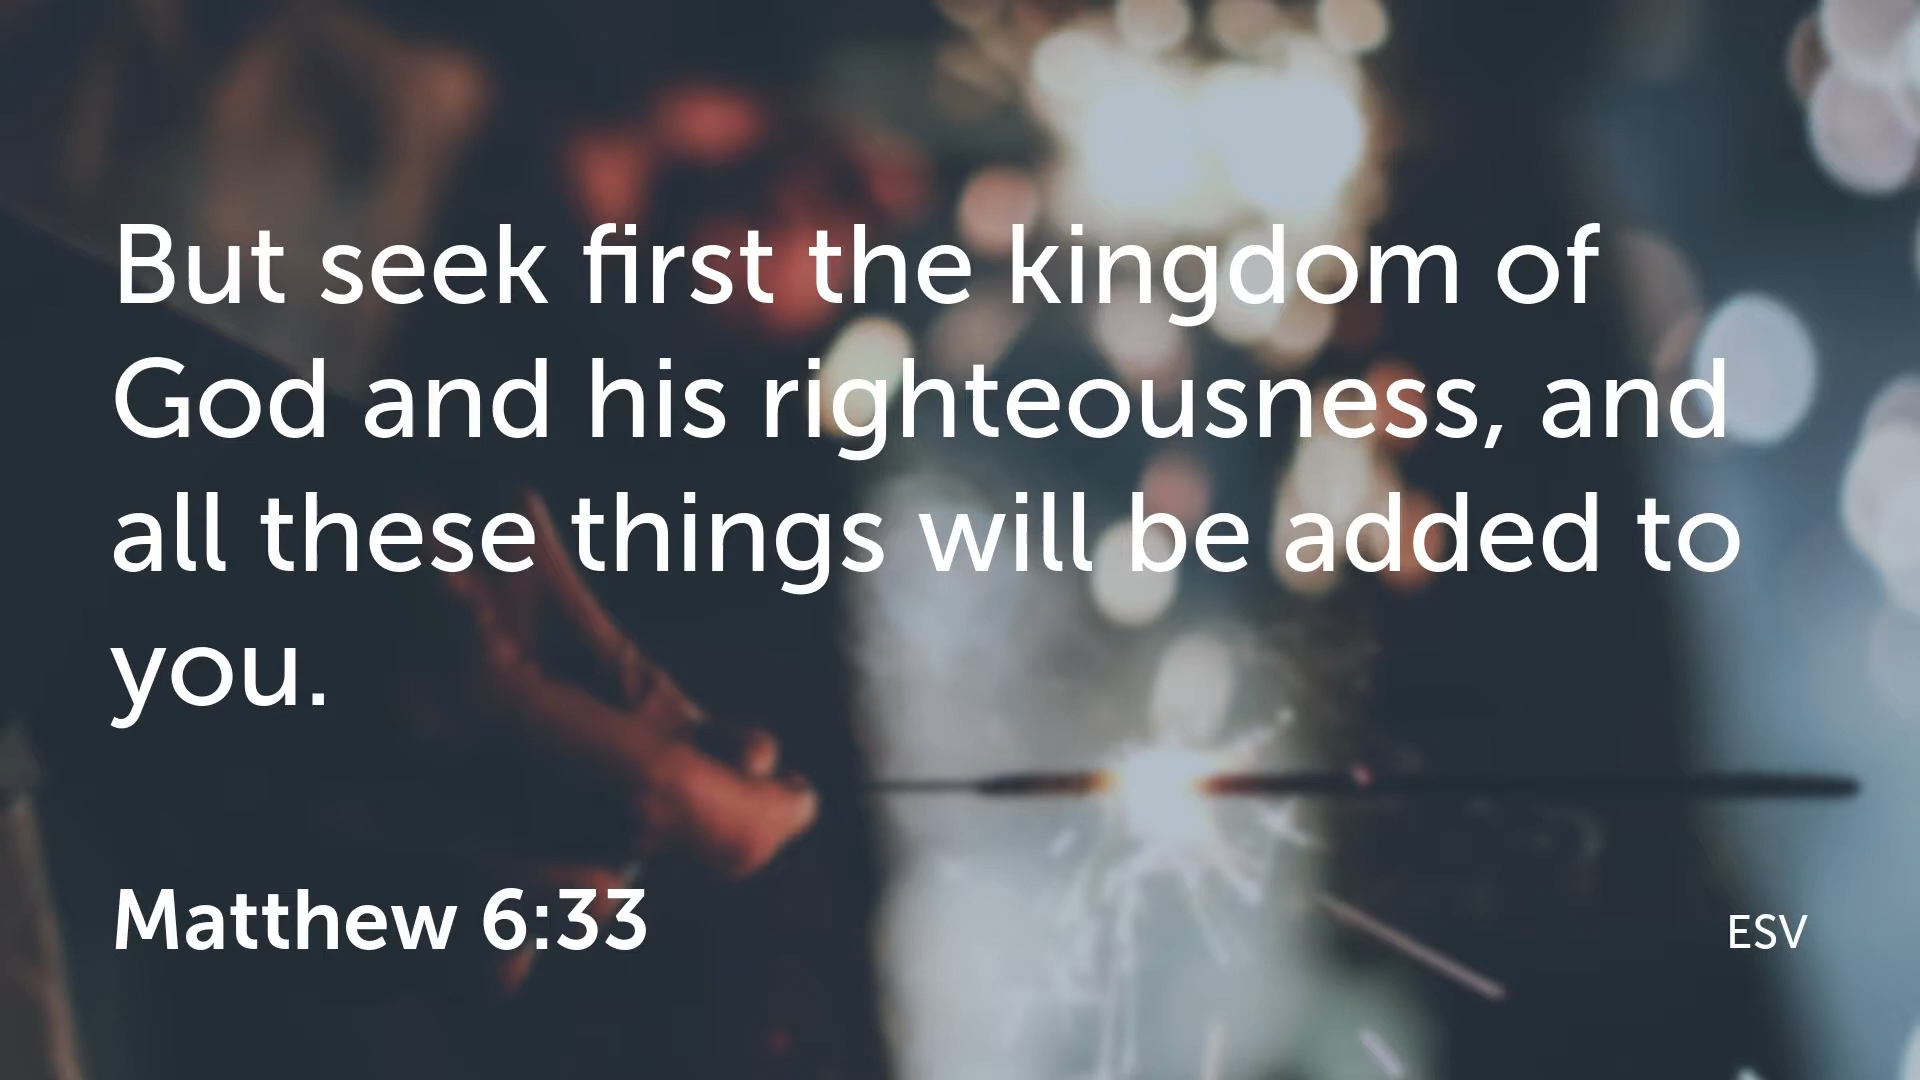 But seek first the kingdom of
God and his righteousness, and
all these things will be added to
you.
Matthew 6:33
ESV